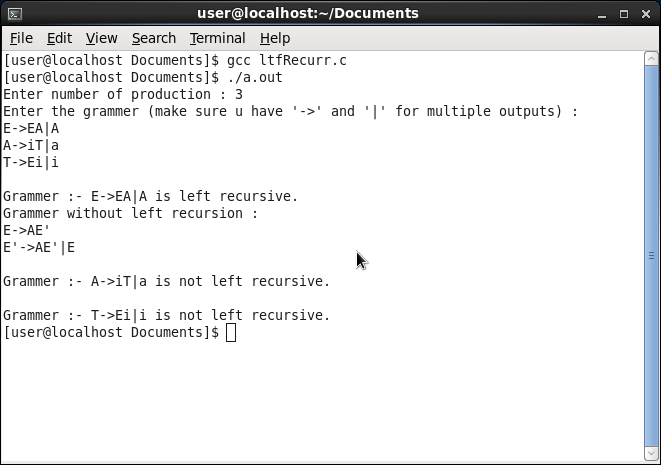 user@localhost:~/Documents
File Edit View Search Terminal Help
[user@localhost Documents]$ gcc ltfRecurr.c
[user@localhost Documents]$ ./a.out
Enter number of production : 3
Enter the grammer (make sure u have '->' and '|' for multiple outputs) :
E->EA|A
A->iT|a
T->Ei|i
Grammer :- E->EA|A is left recursive.
Grammer without left recursion :
E->AE'
E'->AE'|E
Grammer :- A->iT|a is not left recursive.
Grammer :- T->Ei|i is not left recursive.
[user@localhost Documents]$